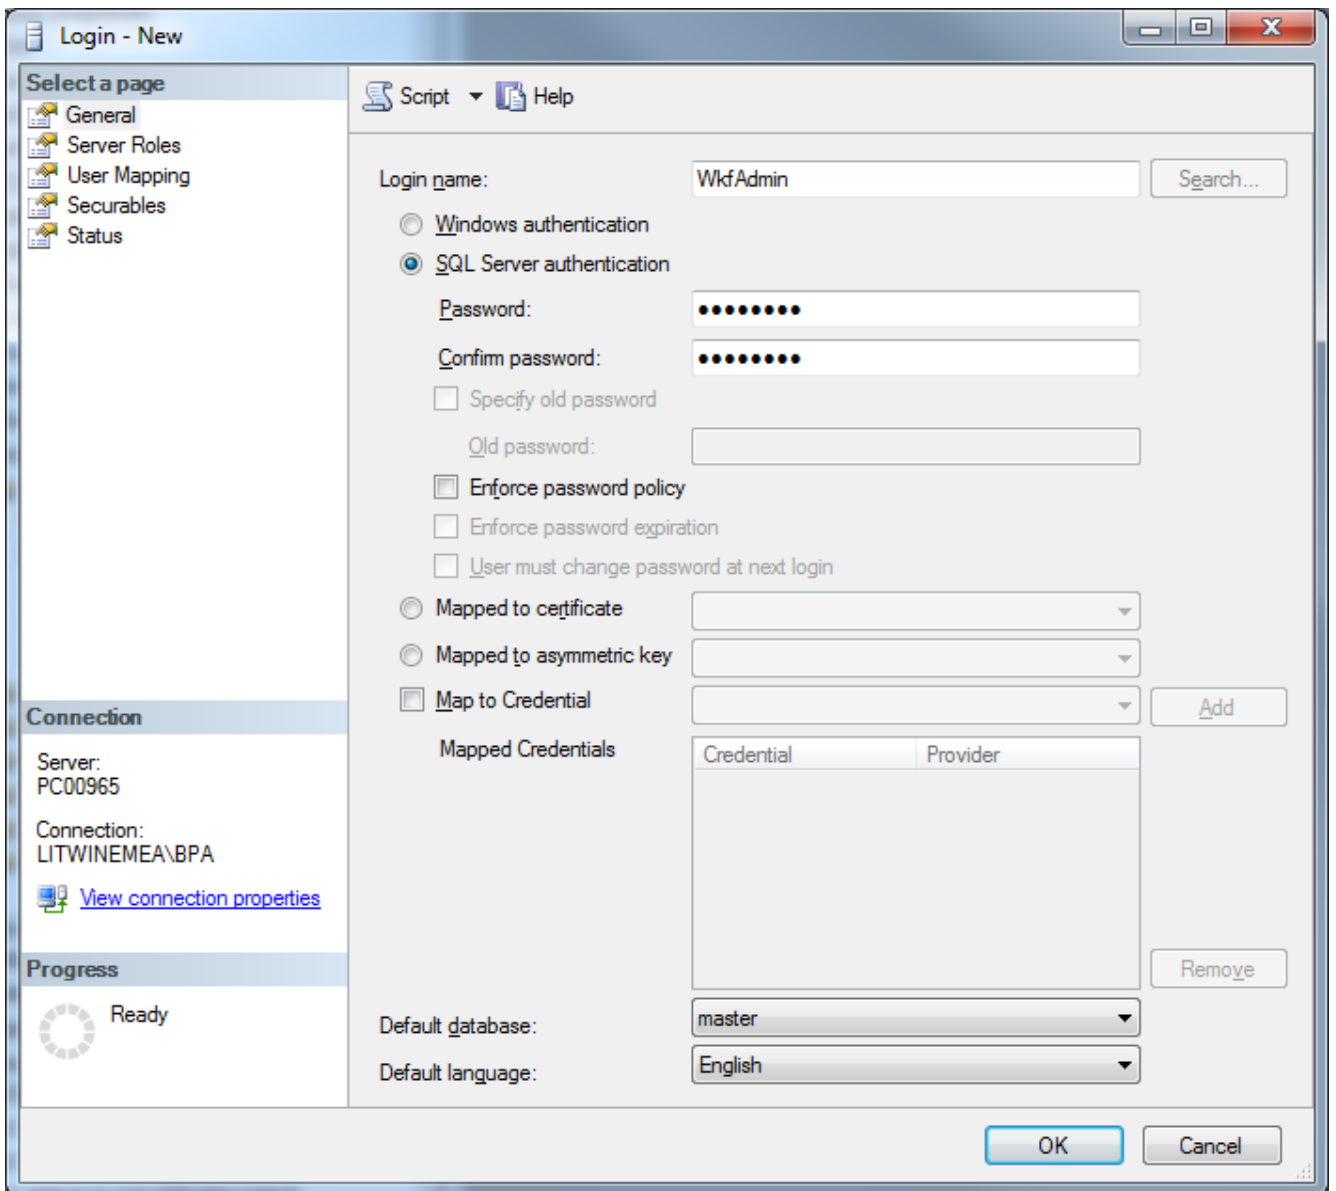 Login - New
Select a page
General
Server Roles
User Mapping
Securables
Status
Script
Help
Login name:
WkfAdmin
Search...
Windows authentication
SQL Server authentication
Password:
●●●●●●●●
Confirm password:
●●●●●●●●
Specify old password
Old password:
Enforce password policy
Enforce password expiration
User must change password at next login
Mapped to certificate
Mapped to asymmetric key
Map to Credential
Add
Mapped Credentials
Credential Provider
Remove
Default database:
master
Default language:
English
Connection
Server:
PC00965
Connection:
LITWINEMEA\BPA
View connection properties
Progress
Ready
OK
Cancel